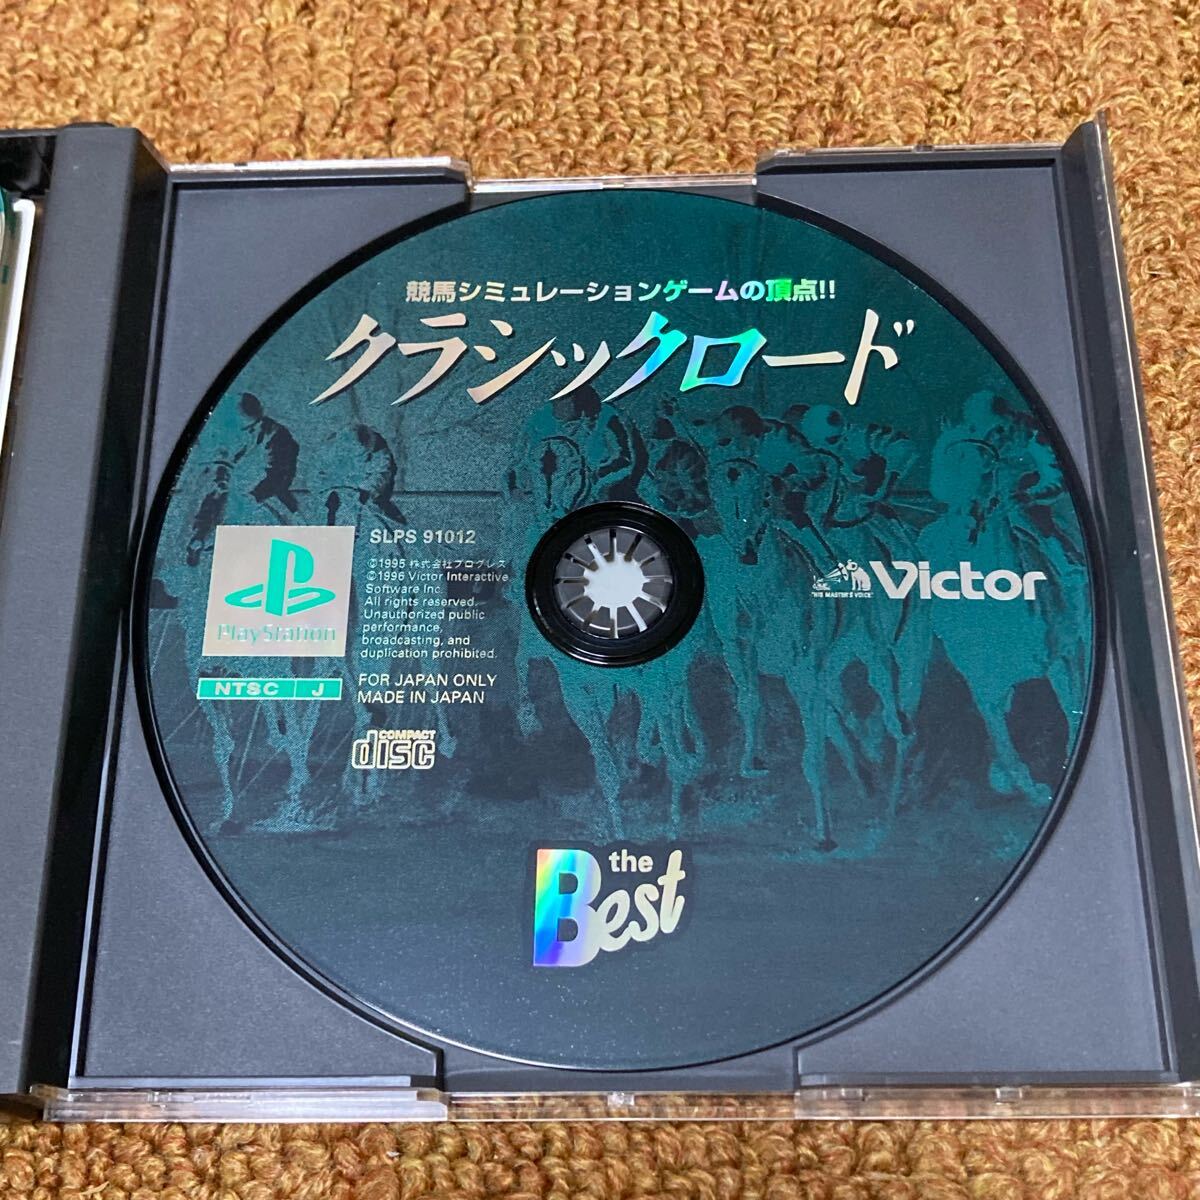 競馬シミュレーションゲームの頂点!!
クラシックロード
SLPS 91012
©1995 株式会社プログレス
©1996 Victor Interactive
Software Inc.
All rights reserved.
Unauthorized public
performance,
broadcasting, and
duplication prohibited.
FOR JAPAN ONLY
MADE IN JAPAN
PlayStation
NTSC J
COMPACT
disc
"HIS MASTER'S VOICE"
Victor
the
Best